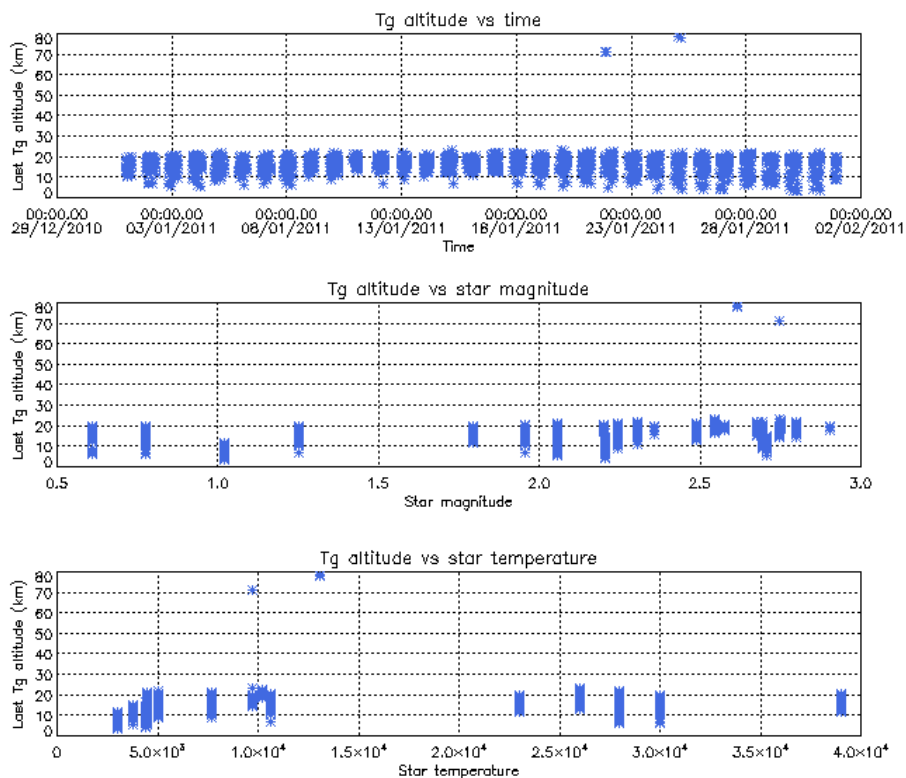 Tg altitude vs time
Last Tg altitude (km)
80
70
60
50
40
30
20
10
0
00:00.00 00:00.00 00:00.00 00:00.00 00:00.00 00:00.00 00:00.00 00:00.00
29/12/2010 03/01/2011 08/01/2011 13/01/2011 18/01/2011 23/01/2011 28/01/2011 02/02/2011
Time
Tg altitude vs star magnitude
Last Tg altitude (km)
80
70
60
50
40
30
20
10
0
0.5 1.0 1.5 2.0 2.5 3.0
Star magnitude
Tg altitude vs star temperature
Last Tg altitude (km)
80
70
60
50
40
30
20
10
0
0 5.0×10³ 1.0×10⁴ 1.5×10⁴ 2.0×10⁴ 2.5×10⁴ 3.0×10⁴ 3.5×10⁴ 4.0×10⁴
Star temperature